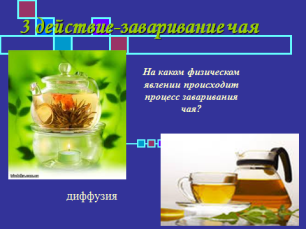 3 действие-заваривание чая
На каком физическом
явлении происходит
процесс заваривания
чая?
диффузия